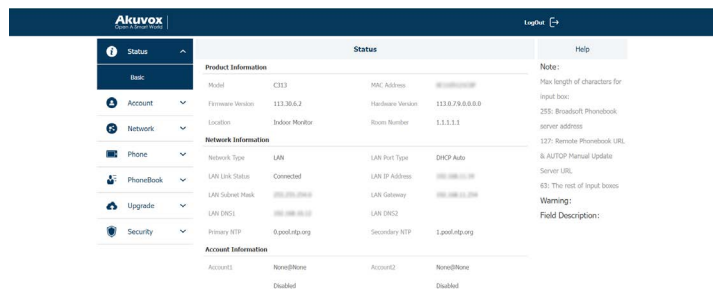 Akuvox
Open A Smart World
LogOut
Status
Status
Help
Basic
Account
Network
Phone
PhoneBook
Upgrade
Security
Product Information
Model C313 MAC Address
Firmware Version 113.30.6.2 Hardware Version 113.0.7.9.0.0.0.0
Location Indoor Monitor Room Number 1.1.1.1.1
Network Information
Network Type LAN LAN Port Type DHCP Auto
LAN Link Status Connected LAN IP Address
LAN Subnet Mask LAN Gateway
LAN DNS1 LAN DNS2
Primary NTP 0.pool.ntp.org Secondary NTP 1.pool.ntp.org
Account Information
Account1 None@None Account2 None@None
Disabled Disabled
Note:
Max length of characters for
input box:
255: Broadsoft Phonebook
server address
127: Remote Phonebook URL
& AUTOP Manual Update
Server URL
63: The rest of input boxes
Warning:
Field Description: